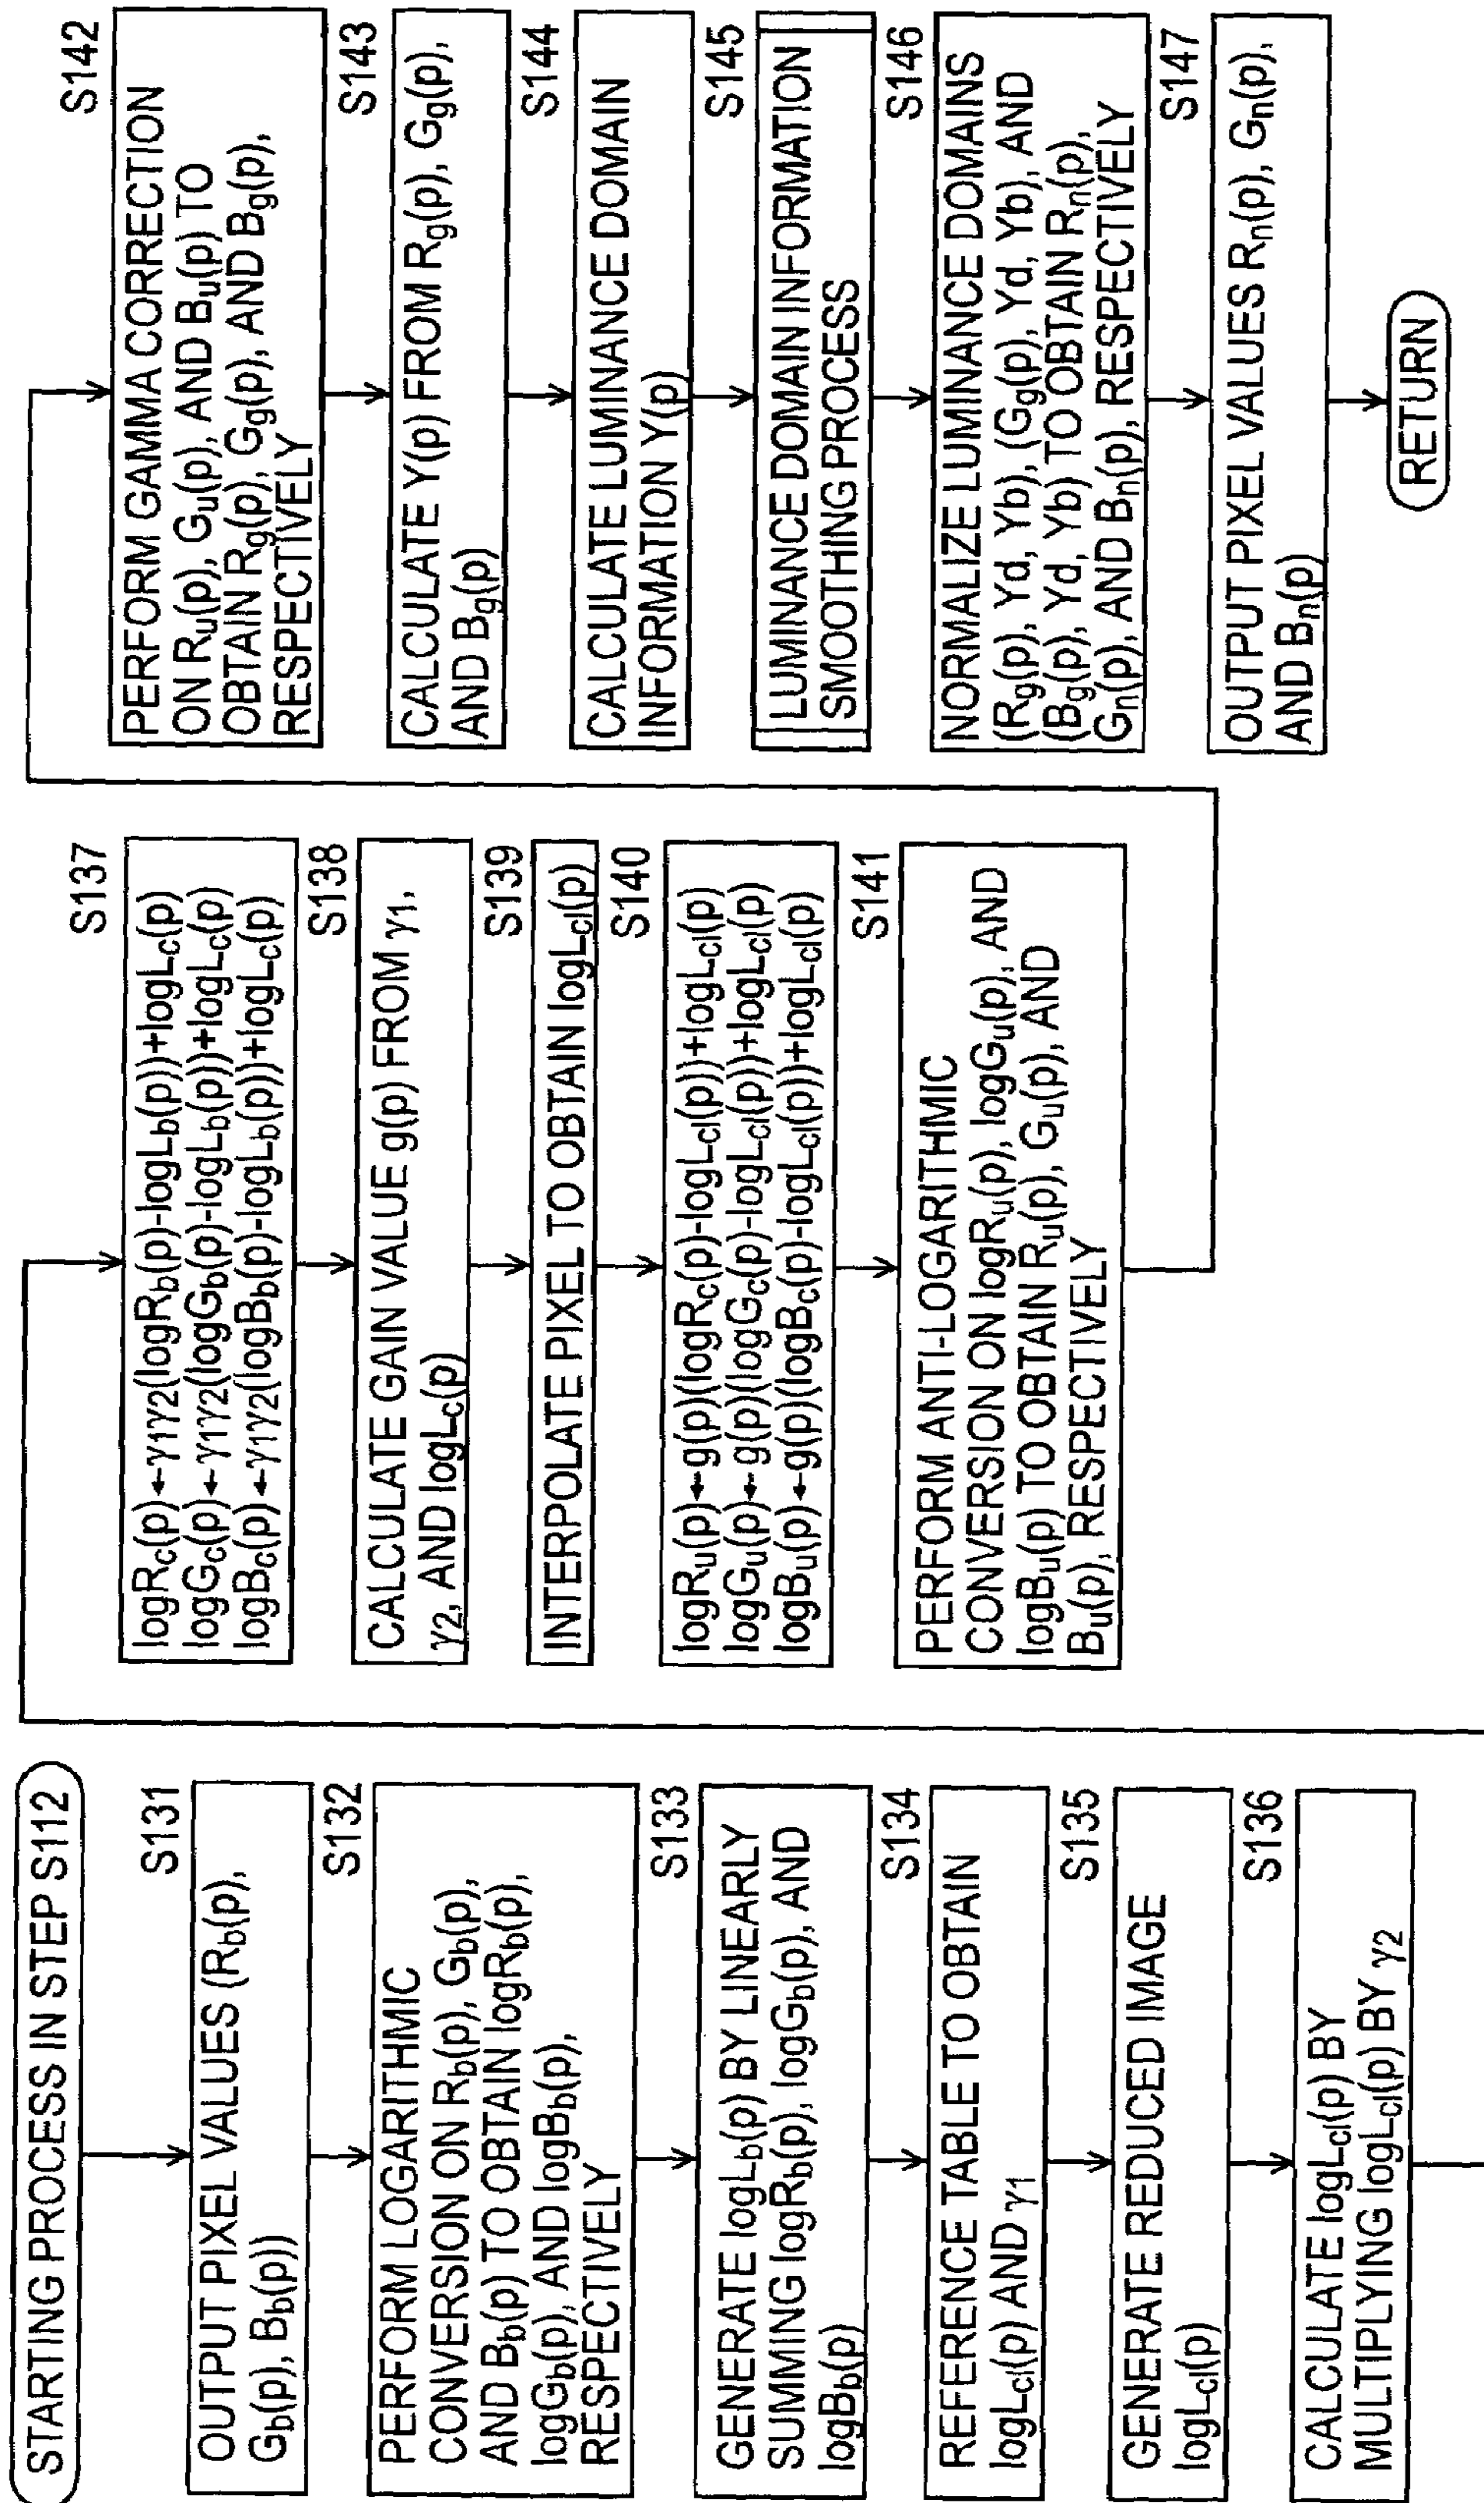 STARTING PROCESS IN STEP S112
S131
OUTPUT PIXEL VALUES (Rb(p),
Gb(p), Bb(p))
S132
PERFORM LOGARITHMIC
CONVERSION ON Rb(p), Gb(p),
AND Bb(p) TO OBTAIN logRb(p),
logGb(p), AND logBb(p),
RESPECTIVELY
S133
GENERATE logLb(p) BY LINEARLY
SUMMING logRb(p), logGb(p), AND
logBb(p)
S134
REFERENCE TABLE TO OBTAIN
logLcl(p) AND γ1
S135
GENERATE REDUCED IMAGE
logLcl(p)
S136
CALCULATE logLcl(p) BY
MULTIPLYING logLcl(p) BY γ2
S137
logRc(p)←γ1γ2(logRb(p)-logLb(p))+logLc(p)
logGc(p)←γ1γ2(logGb(p)-logLb(p))+logLc(p)
logBc(p)←γ1γ2(logBb(p)-logLb(p))+logLc(p)
S138
CALCULATE GAIN VALUE g(p) FROM γ1,
γ2, AND logLc(p)
S139
INTERPOLATE PIXEL TO OBTAIN logLcl(p)
S140
logRu(p)←g(p)(logRc(p)-logLcl(p))+logLcl(p)
logGu(p)←g(p)(logGc(p)-logLcl(p))+logLcl(p)
logBu(p)←g(p)(logBc(p)-logLcl(p))+logLcl(p)
S141
PERFORM ANTI-LOGARITHMIC
CONVERSION ON logRu(p), logGu(p), AND
logBu(p) TO OBTAIN Ru(p), Gu(p), AND
Bu(p), RESPECTIVELY
S142
PERFORM GAMMA CORRECTION
ON Ru(p), Gu(p), AND Bu(p) TO
OBTAIN Rg(p), Gg(p), AND Bg(p),
RESPECTIVELY
S143
CALCULATE Y(p) FROM Rg(p), Gg(p),
AND Bg(p)
S144
CALCULATE LUMINANCE DOMAIN
INFORMATION Y(p)
S145
LUMINANCE DOMAIN INFORMATION
SMOOTHING PROCESS
S146
NORMALIZE LUMINANCE DOMAINS
(Rg(p), Yd, Yb), (Gg(p), Yd, Yb), AND
(Bg(p), Yd, Yb) TO OBTAIN Rn(p),
Gn(p), AND Bn(p), RESPECTIVELY
S147
OUTPUT PIXEL VALUES Rn(p), Gn(p),
AND Bn(p)
RETURN